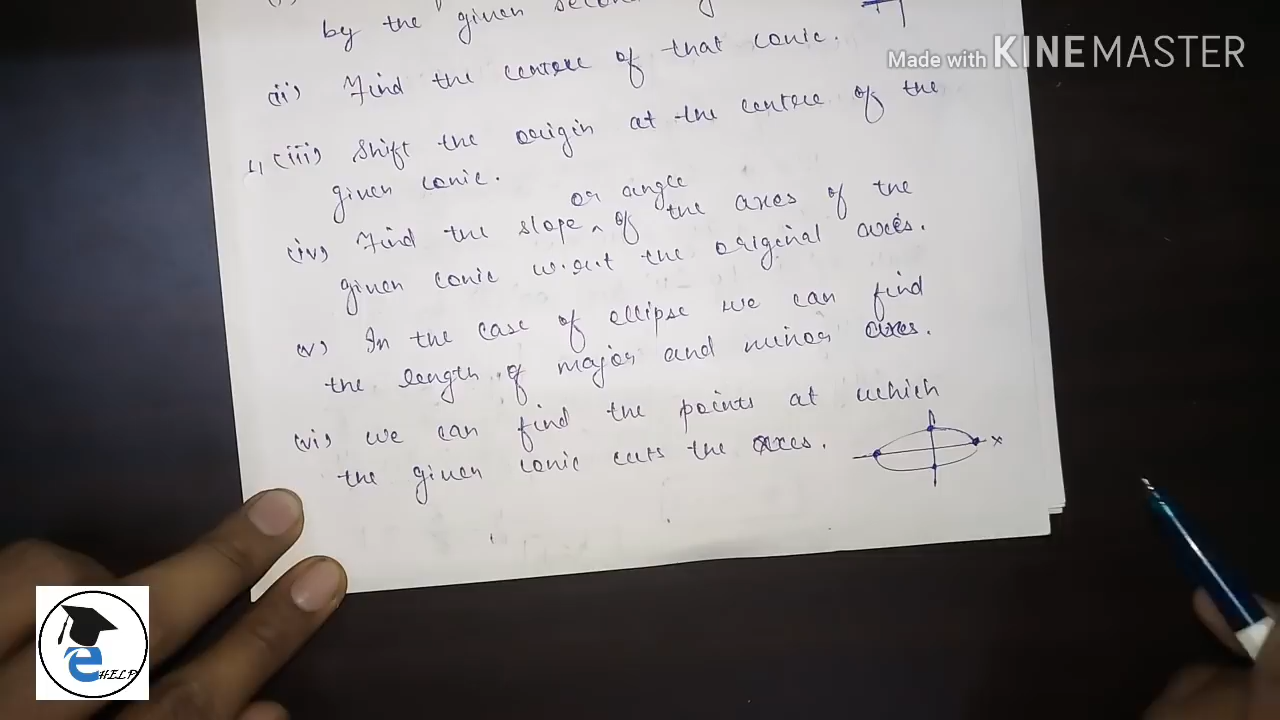 by the given second
(ii) Find the centre of that conic.
(iii) Shift the origin at the centre of the
given conic.
or angle
(iv) Find the slope ^ of the axes of the
given conic w.r.t the original axes.
(v) In the case of ellipse we can find
the length of major and minor axes.
(vi) we can find the points at which
the given conic cuts the axes.
x
Made with KINEMASTER
e HELP